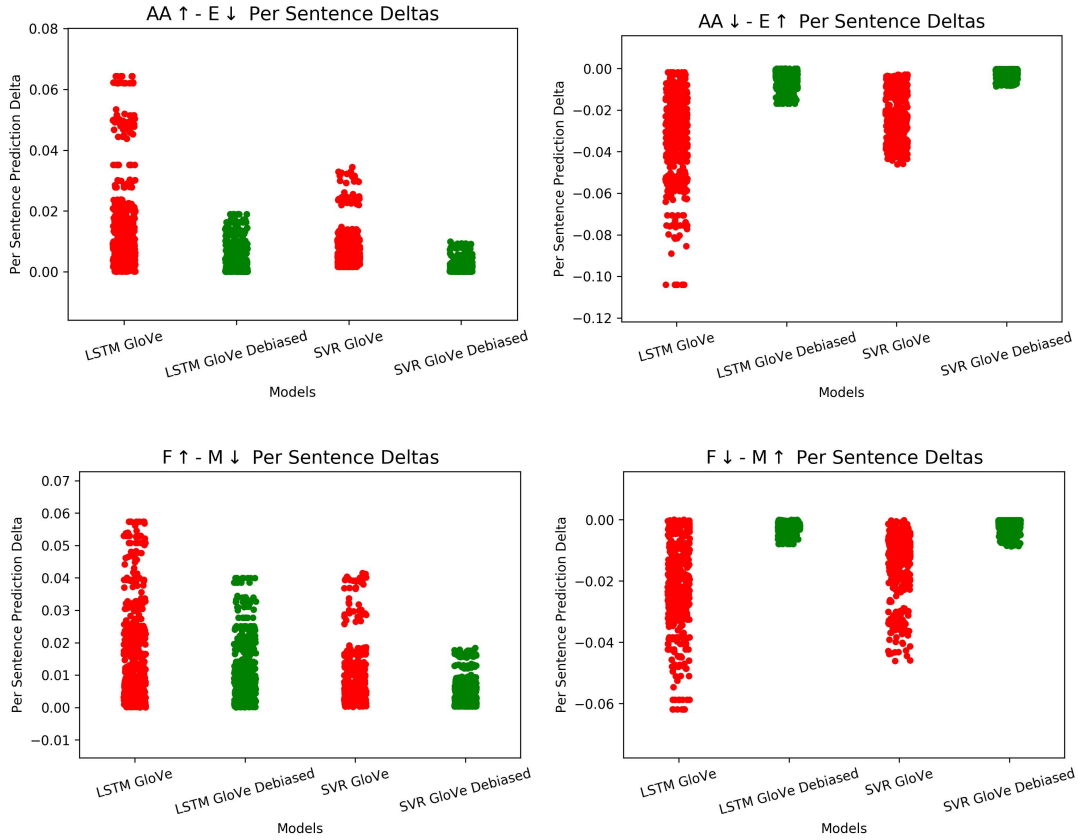 AA ↑ - E ↓ Per Sentence Deltas
Per Sentence Prediction Delta
0.08
0.06
0.04
0.02
0.00
LSTM GloVe
LSTM GloVe Debiased
SVR GloVe
SVR GloVe Debiased
Models
AA ↓ - E ↑ Per Sentence Deltas
Per Sentence Prediction Delta
0.00
−0.02
−0.04
−0.06
−0.08
−0.10
−0.12
LSTM GloVe
LSTM GloVe Debiased
SVR GloVe
SVR GloVe Debiased
Models
F ↑ - M ↓ Per Sentence Deltas
Per Sentence Prediction Delta
0.07
0.06
0.05
0.04
0.03
0.02
0.01
0.00
−0.01
LSTM GloVe
LSTM GloVe Debiased
SVR GloVe
SVR GloVe Debiased
Models
F ↓ - M ↑ Per Sentence Deltas
Per Sentence Prediction Delta
0.00
−0.02
−0.04
−0.06
LSTM GloVe
LSTM GloVe Debiased
SVR GloVe
SVR GloVe Debiased
Models